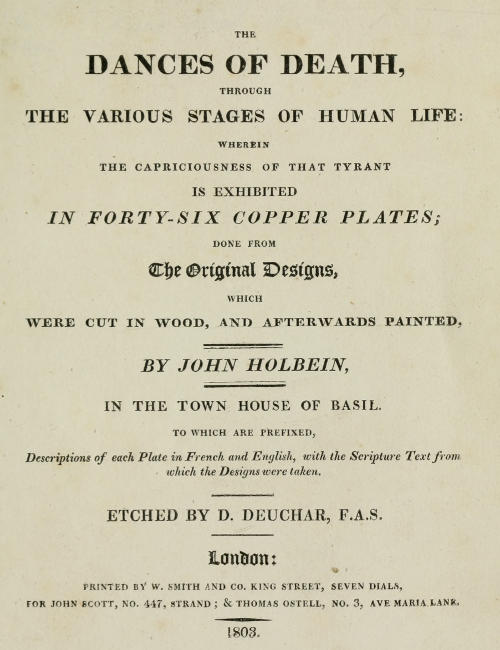 THE
DANCES OF DEATH,
THROUGH
THE VARIOUS STAGES OF HUMAN LIFE:
WHEREIN
THE CAPRICIOUSNESS OF THAT TYRANT
IS EXHIBITED
IN FORTY-SIX COPPER PLATES;
DONE FROM
The Original Designs,
WHICH
WERE CUT IN WOOD, AND AFTERWARDS PAINTED,
BY JOHN HOLBEIN,
IN THE TOWN HOUSE OF BASIL.
TO WHICH ARE PREFIXED,
Descriptions of each Plate in French and English, with the Scripture Text from
which the Designs were taken.
ETCHED BY D. DEUCHAR, F.A.S.
London:
PRINTED BY W. SMITH AND CO. KING STREET, SEVEN DIALS,
FOR JOHN SCOTT, NO. 447, STRAND; & THOMAS OSTELL, NO. 3, AVE MARIA LANE.
1803.